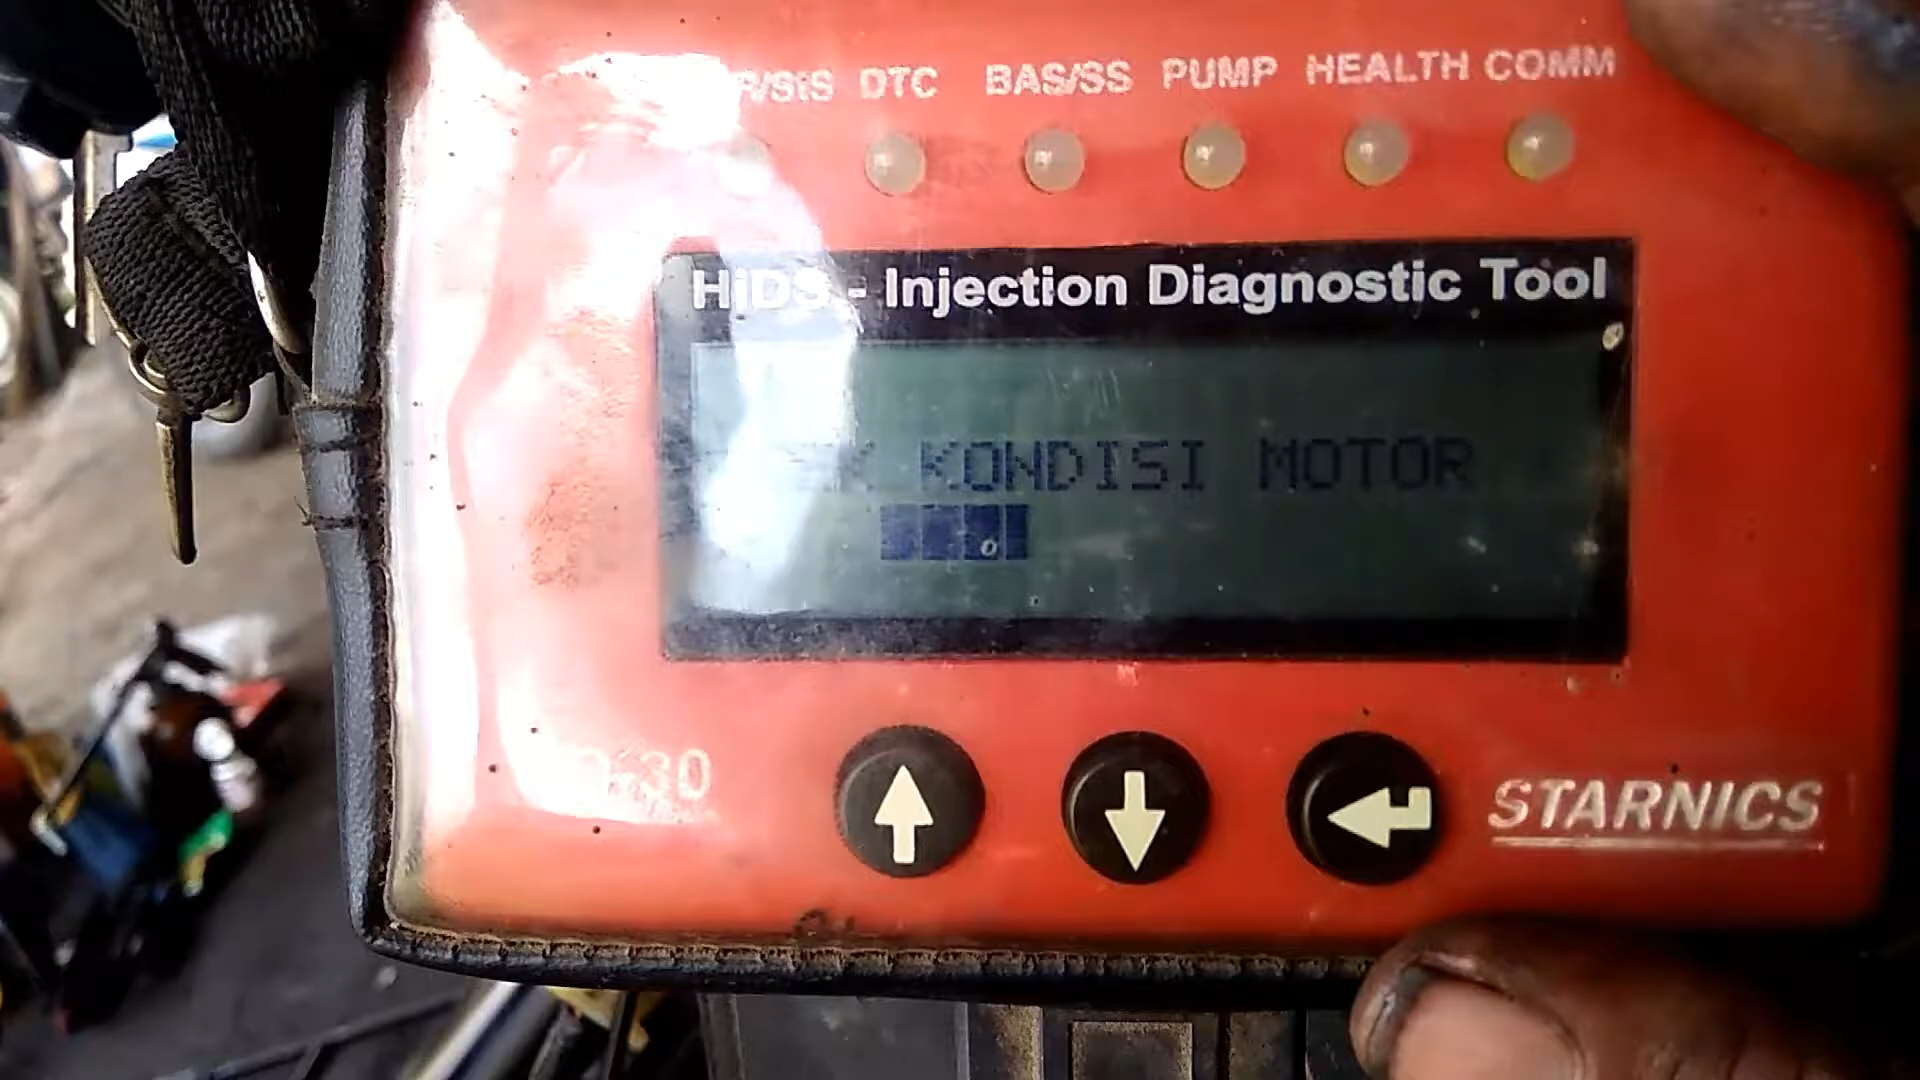 DTC BAS/SS PUMP HEALTH COMM
HiDS - Injection Diagnostic Tool
KONDISI MOTOR
STARNICS